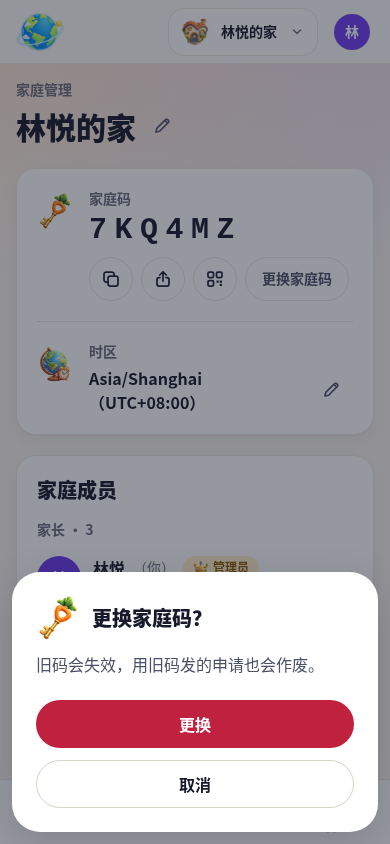 林悦的家
林
家庭管理
林悦的家
家庭码
7KQ4MZ
更换家庭码
时区
Asia/Shanghai
（UTC+08:00）
家庭成员
家长 · 3
林悦 （你） 管理员
更换家庭码？
旧码会失效，用旧码发的申请也会作废。
更换
取消